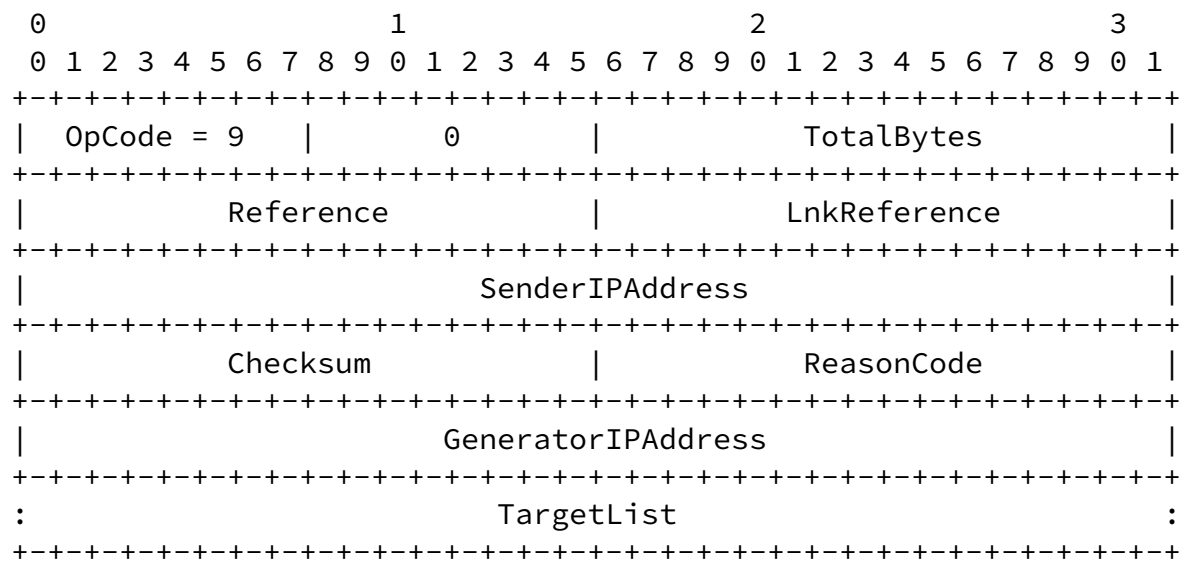 0                   1                   2                   3
 0 1 2 3 4 5 6 7 8 9 0 1 2 3 4 5 6 7 8 9 0 1 2 3 4 5 6 7 8 9 0 1
+-+-+-+-+-+-+-+-+-+-+-+-+-+-+-+-+-+-+-+-+-+-+-+-+-+-+-+-+-+-+-+-+
|  OpCode = 9   |       0       |           TotalBytes          |
+-+-+-+-+-+-+-+-+-+-+-+-+-+-+-+-+-+-+-+-+-+-+-+-+-+-+-+-+-+-+-+-+
|           Reference           |          LnkReference         |
+-+-+-+-+-+-+-+-+-+-+-+-+-+-+-+-+-+-+-+-+-+-+-+-+-+-+-+-+-+-+-+-+
|                         SenderIPAddress                       |
+-+-+-+-+-+-+-+-+-+-+-+-+-+-+-+-+-+-+-+-+-+-+-+-+-+-+-+-+-+-+-+-+
|           Checksum            |           ReasonCode          |
+-+-+-+-+-+-+-+-+-+-+-+-+-+-+-+-+-+-+-+-+-+-+-+-+-+-+-+-+-+-+-+-+
|                       GeneratorIPAddress                      |
+-+-+-+-+-+-+-+-+-+-+-+-+-+-+-+-+-+-+-+-+-+-+-+-+-+-+-+-+-+-+-+-+
:                          TargetList                           :
+-+-+-+-+-+-+-+-+-+-+-+-+-+-+-+-+-+-+-+-+-+-+-+-+-+-+-+-+-+-+-+-+